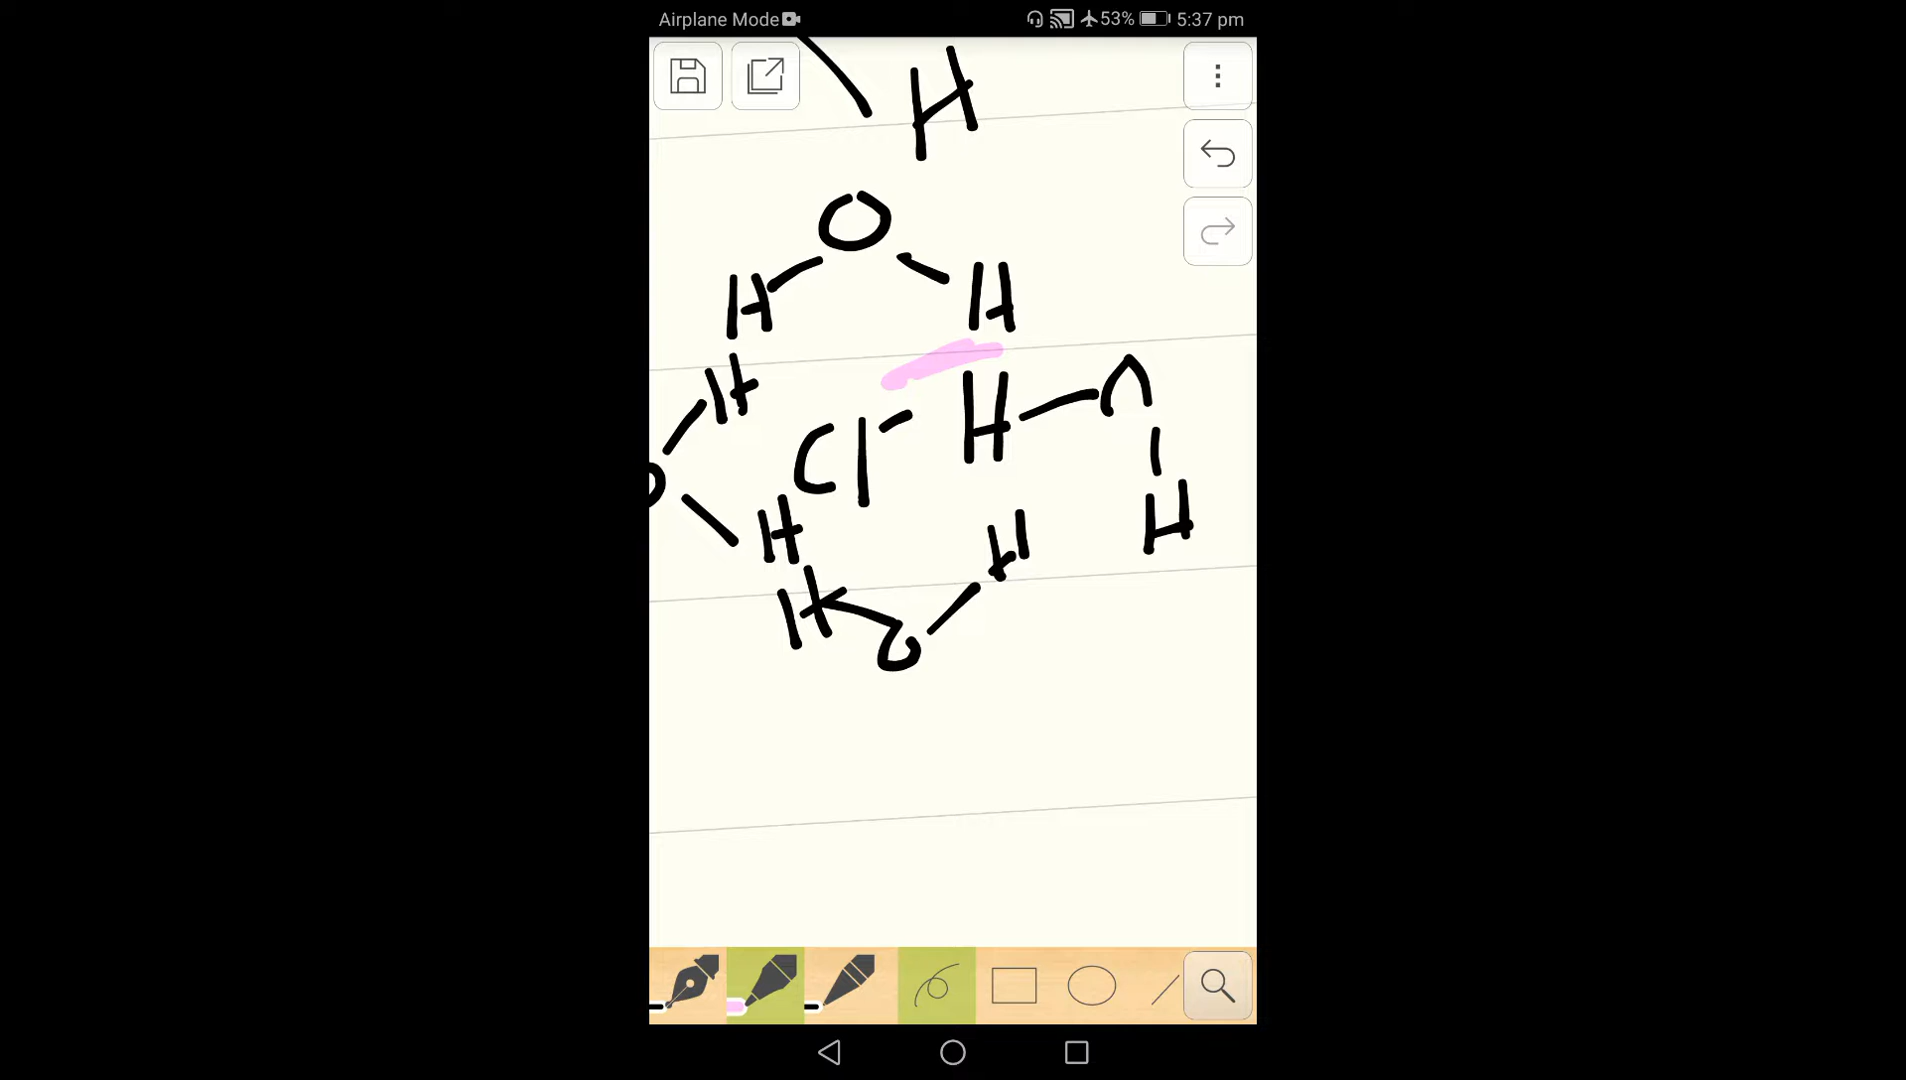 Airplane Mode 53% 5:37 pm
H
O
H H
H
Cl- H
O
H H
H H
O